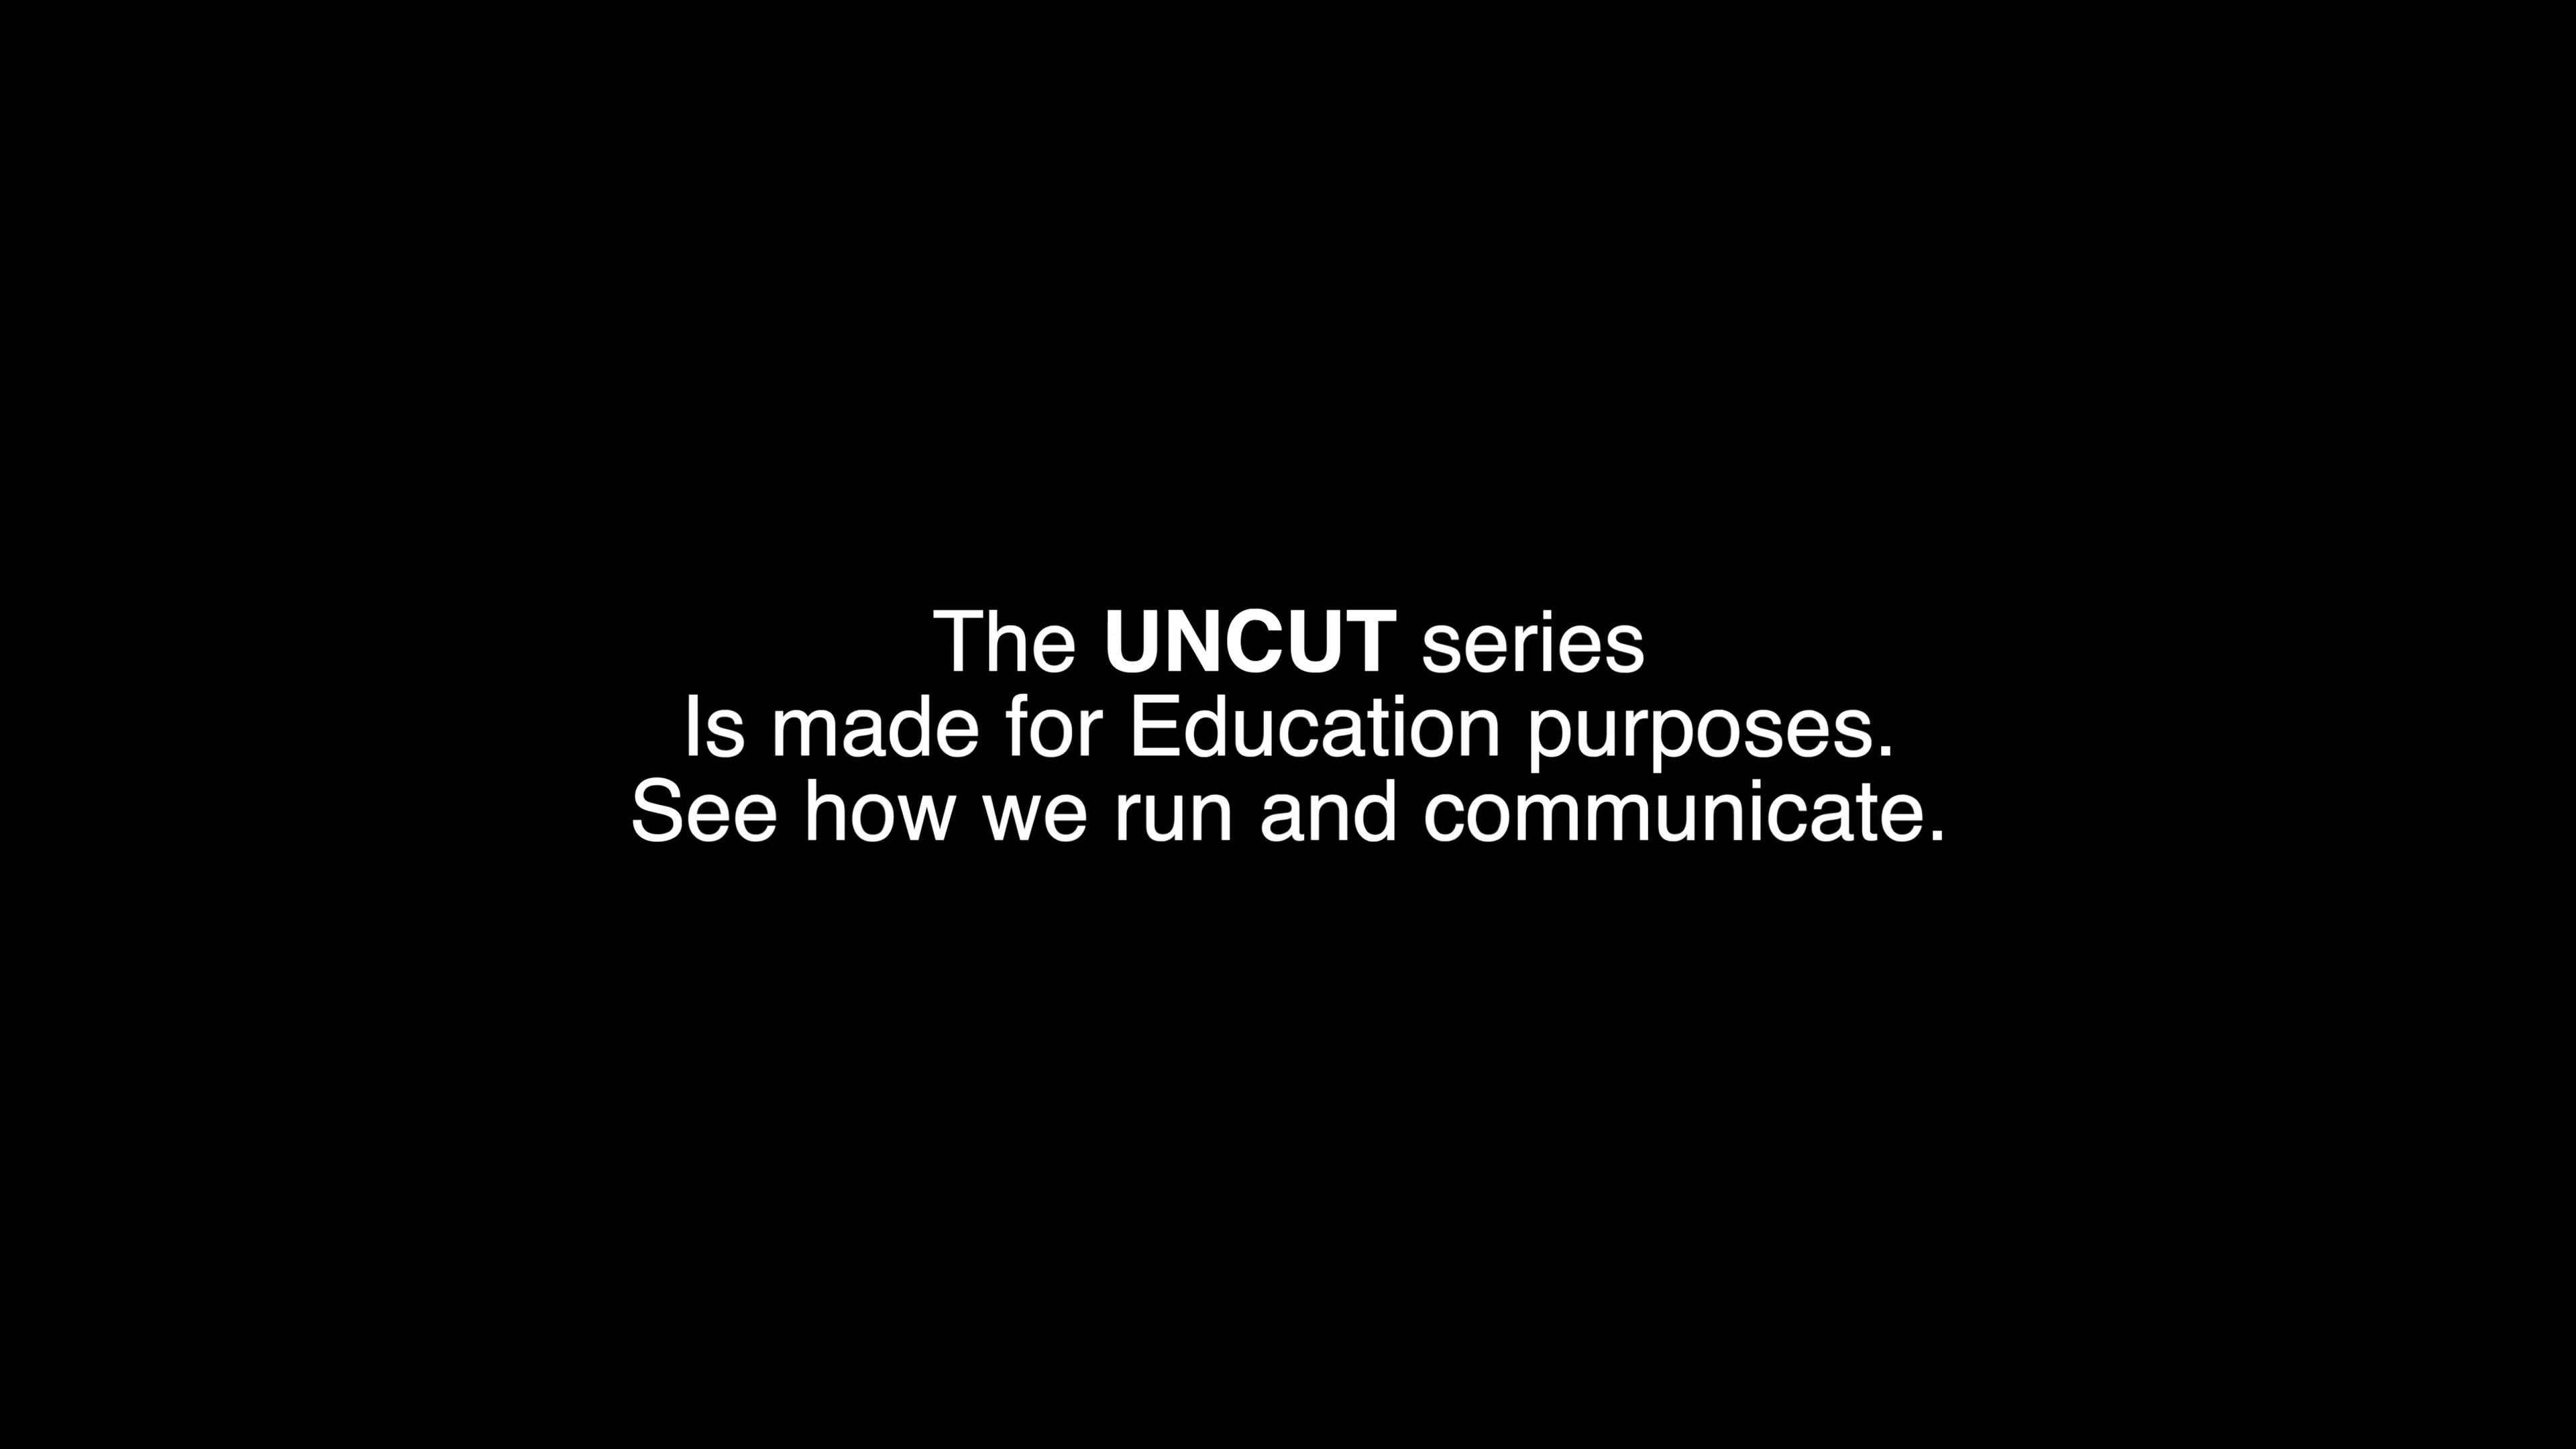 The UNCUT series
Is made for Education purposes.
See how we run and communicate.